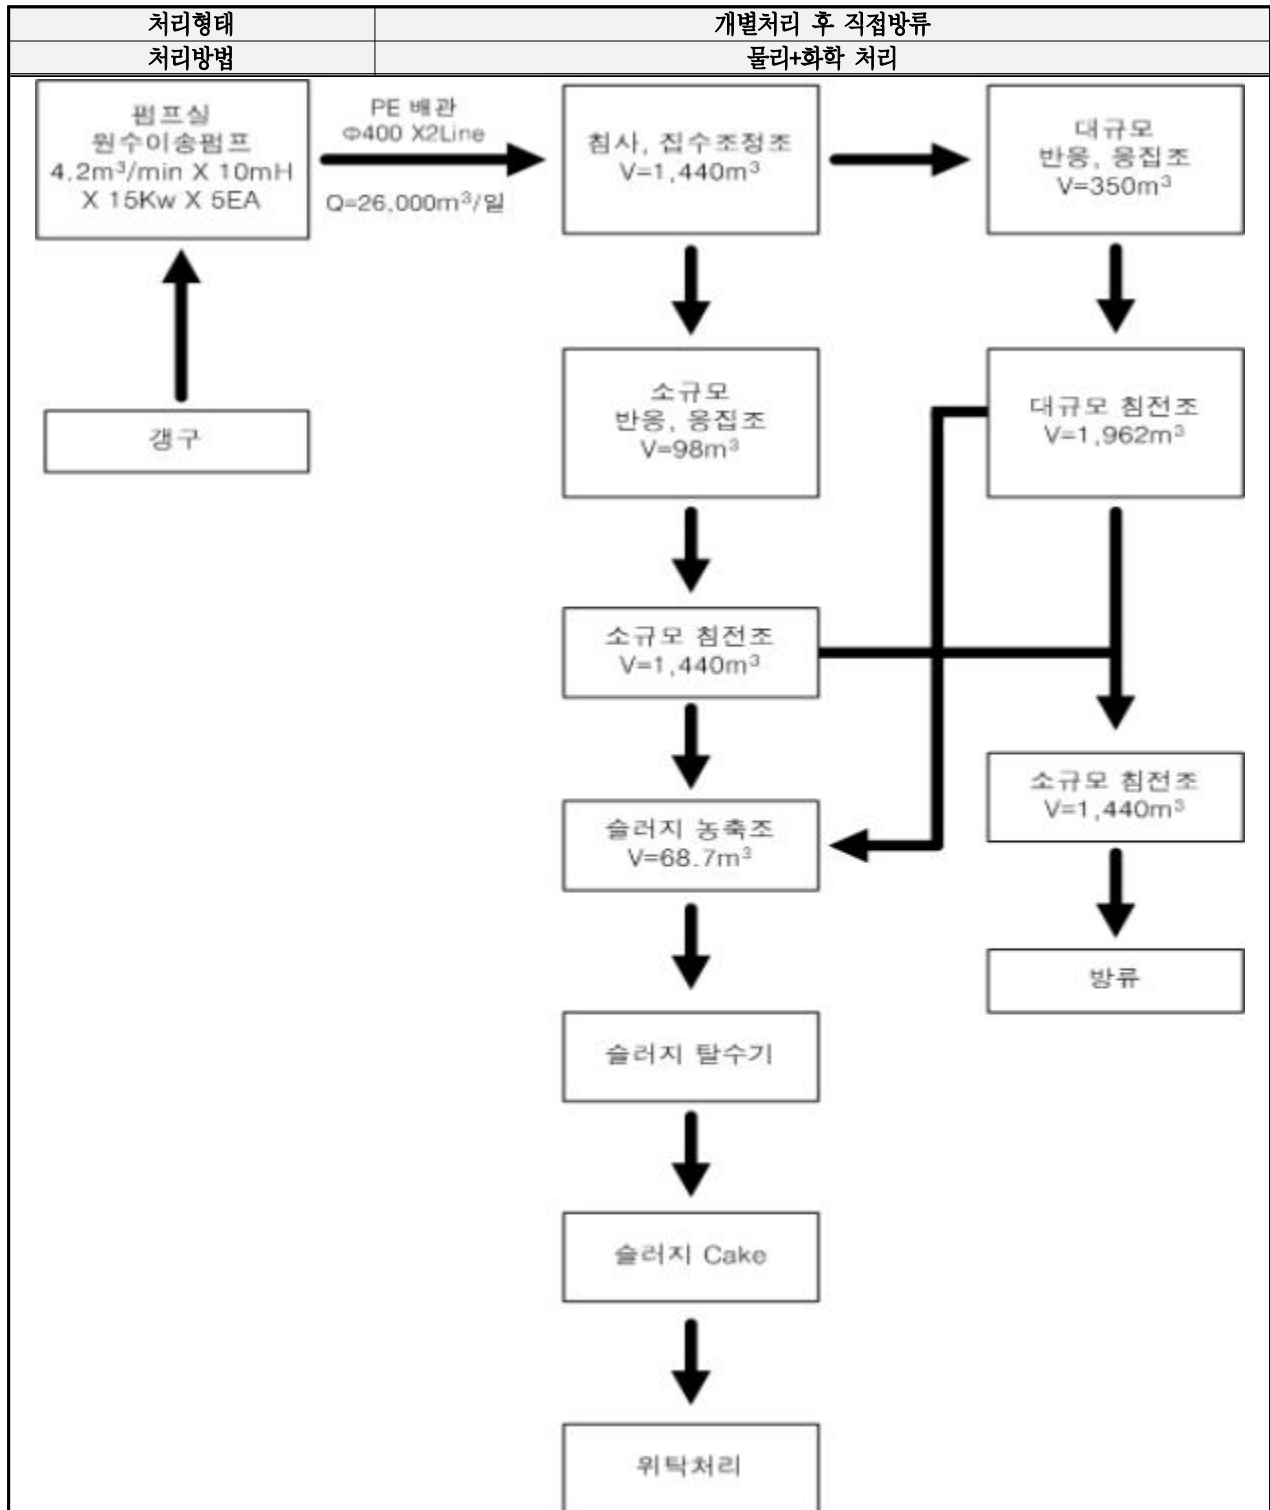 처리형태 개별처리 후 직접방류
처리방법 물리+화학 처리
펌프실
원수이송펌프
4.2m³/min X 10mH
X 15Kw X 5EA
PE 배관
Φ400 X2Line
Q=26,000m³/일
침사, 집수조정조
V=1,440m³
대규모
반응, 응집조
V=350m³
갱구
소규모
반응, 응집조
V=98m³
대규모 침전조
V=1,962m³
소규모 침전조
V=1,440m³
슬러지 농축조
V=68.7m³
소규모 침전조
V=1,440m³
방류
슬러지 탈수기
슬러지 Cake
위탁처리